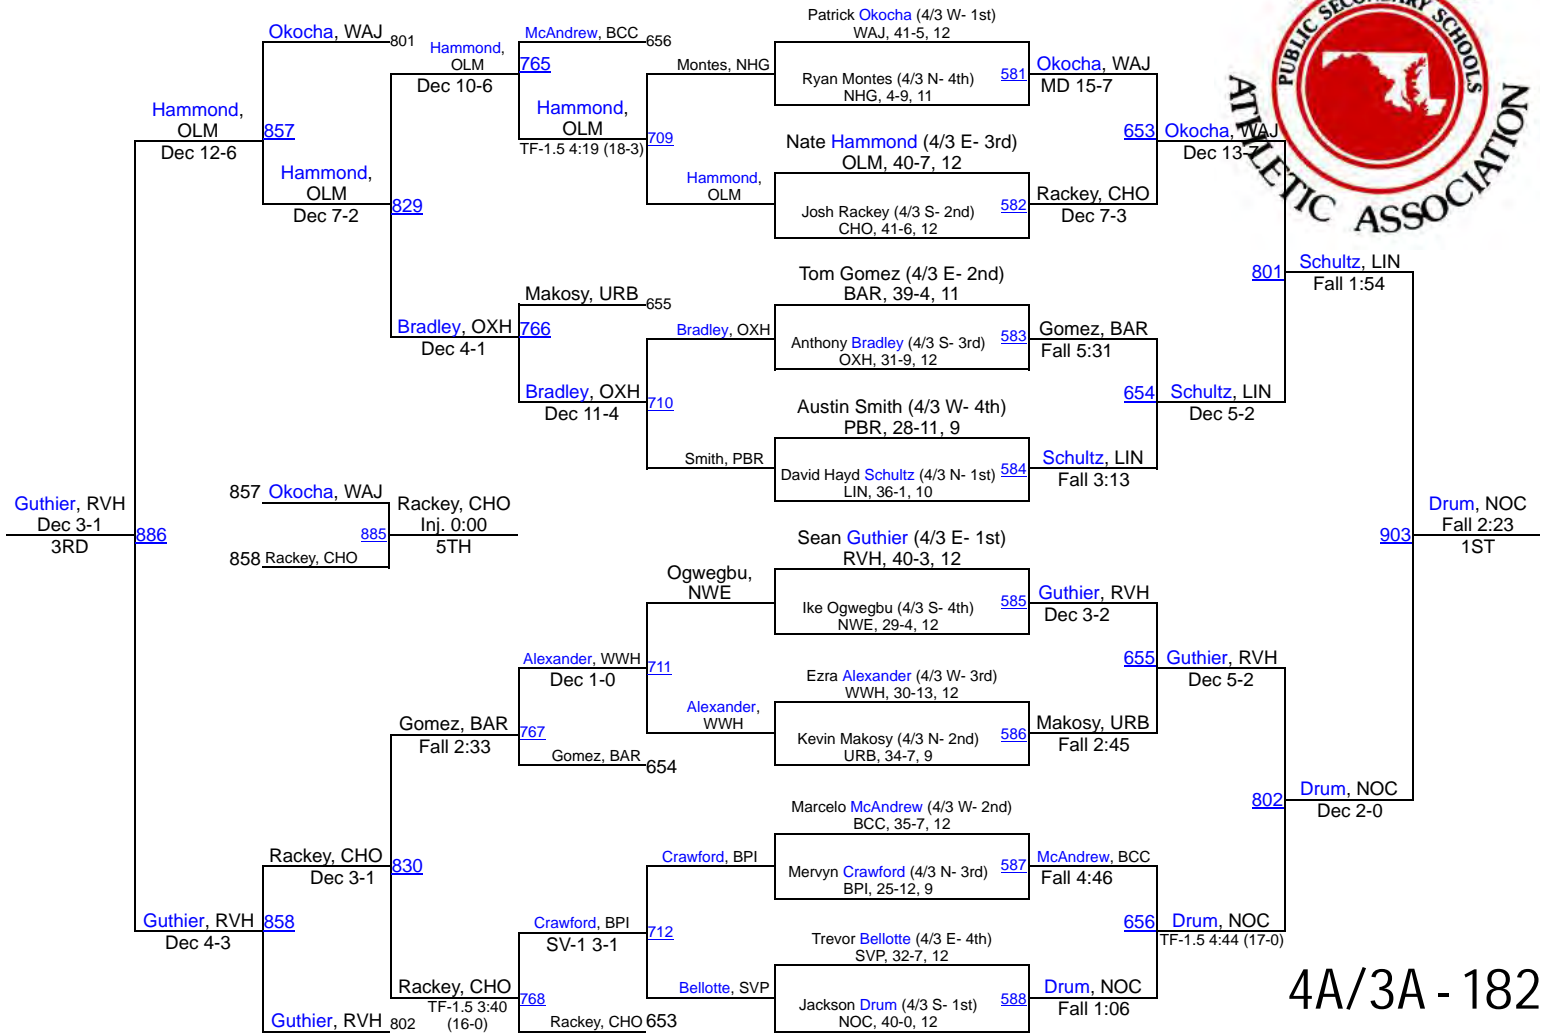 PUBLIC SECONDARY SCHOOLS
ATHLETIC ASSOCIATION
Okocha, WAJ 801
Hammond,
OLM
Dec 12-6
857
Hammond,
OLM
Dec 7-2
829
Hammond,
OLM
Dec 10-6
McAndrew, BCC 656
765
Hammond,
OLM
TF-1.5 4:19 (18-3)
709
Montes, NHG
Hammond,
OLM
Bradley, OXH
Dec 4-1
Makosy, URB 655
766
Bradley, OXH
Dec 11-4
710
Bradley, OXH
Smith, PBR
Patrick Okocha (4/3 W- 1st)
WAJ, 41-5, 12
Ryan Montes (4/3 N- 4th)
NHG, 4-9, 11
581
Okocha, WAJ
MD 15-7
Nate Hammond (4/3 E- 3rd)
OLM, 40-7, 12
Josh Rackey (4/3 S- 2nd)
CHO, 41-6, 12
582
Rackey, CHO
Dec 7-3
653
Okocha, WAJ
Dec 13-7
Tom Gomez (4/3 E- 2nd)
BAR, 39-4, 11
Anthony Bradley (4/3 S- 3rd)
OXH, 31-9, 12
583
Gomez, BAR
Fall 5:31
Austin Smith (4/3 W- 4th)
PBR, 28-11, 9
David Hayd Schultz (4/3 N- 1st)
LIN, 36-1, 10
584
Schultz, LIN
Fall 3:13
654
Schultz, LIN
Dec 5-2
801
Schultz, LIN
Fall 1:54
Guthier, RVH
Dec 3-1
3RD
886
857 Okocha, WAJ
858 Rackey, CHO
885
Rackey, CHO
Inj. 0:00
5TH
903
Drum, NOC
Fall 2:23
1ST
Sean Guthier (4/3 E- 1st)
RVH, 40-3, 12
Ike Ogwegbu (4/3 S- 4th)
NWE, 29-4, 12
585
Guthier, RVH
Dec 3-2
Ezra Alexander (4/3 W- 3rd)
WWH, 30-13, 12
Kevin Makosy (4/3 N- 2nd)
URB, 34-7, 9
586
Makosy, URB
Fall 2:45
655
Guthier, RVH
Dec 5-2
Marcelo McAndrew (4/3 W- 2nd)
BCC, 35-7, 12
Mervyn Crawford (4/3 N- 3rd)
BPI, 25-12, 9
587
McAndrew, BCC
Fall 4:46
Trevor Bellotte (4/3 E- 4th)
SVP, 32-7, 12
Jackson Drum (4/3 S- 1st)
NOC, 40-0, 12
588
Drum, NOC
Fall 1:06
656
Drum, NOC
TF-1.5 4:44 (17-0)
802
Drum, NOC
Dec 2-0
Ogwegbu,
NWE
Alexander,
WWH
711
Alexander, WWH
Dec 1-0
767
Gomez, BAR 654
Gomez, BAR
Fall 2:33
Rackey, CHO
Dec 3-1
830
Guthier, RVH
Dec 4-3
858
Guthier, RVH 802
Crawford, BPI
Bellotte, SVP
712
Crawford, BPI
SV-1 3-1
768
Rackey, CHO 653
Rackey, CHO
TF-1.5 3:40
(16-0)
4A/3A - 182